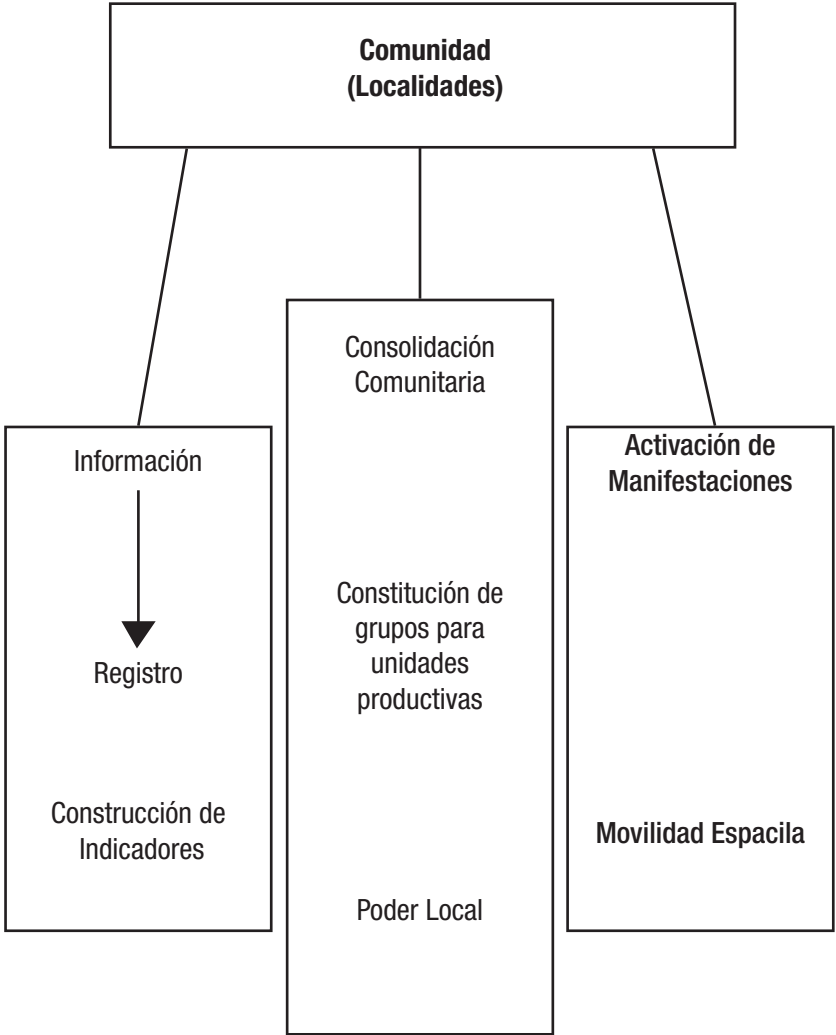 Comunidad
(Localidades)
Información
Registro
Construcción de
Indicadores
Consolidación
Comunitaria
Constitución de
grupos para
unidades
productivas
Poder Local
Activación de
Manifestaciones
Movilidad Espacila